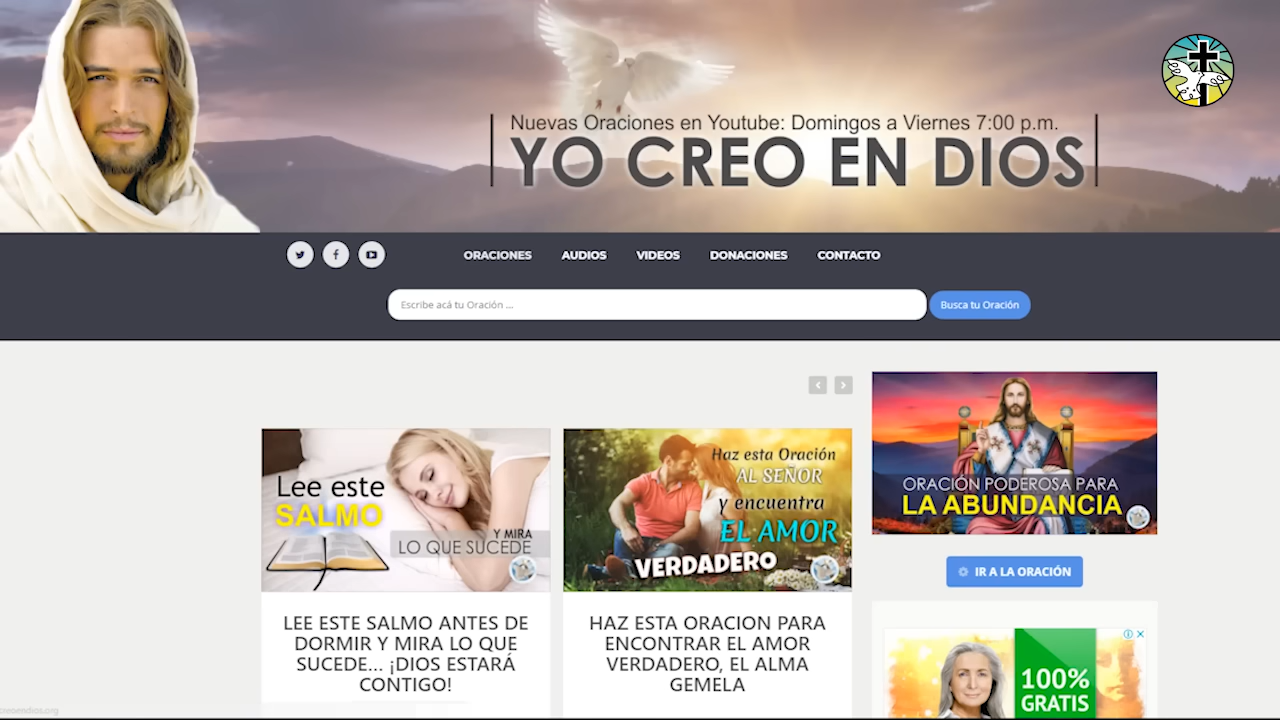 Nuevas Oraciones en Youtube: Domingos a Viernes 7:00 p.m.
YO CREO EN DIOS
ORACIONES
AUDIOS
VIDEOS
DONACIONES
CONTACTO
Escribe acá tu Oración ...
Busca tu Oración
Lee este
SALMO
Y MIRA
LO QUE SUCEDE
LEE ESTE SALMO ANTES DE
DORMIR Y MIRA LO QUE
SUCEDE... ¡DIOS ESTARÁ
CONTIGO!
Haz esta Oración
AL SEÑOR
y encuentra
EL AMOR
VERDADERO
HAZ ESTA ORACION PARA
ENCONTRAR EL AMOR
VERDADERO, EL ALMA
GEMELA
ORACIÓN PODEROSA PARA
LA ABUNDANCIA
IR A LA ORACIÓN
100%
GRATIS